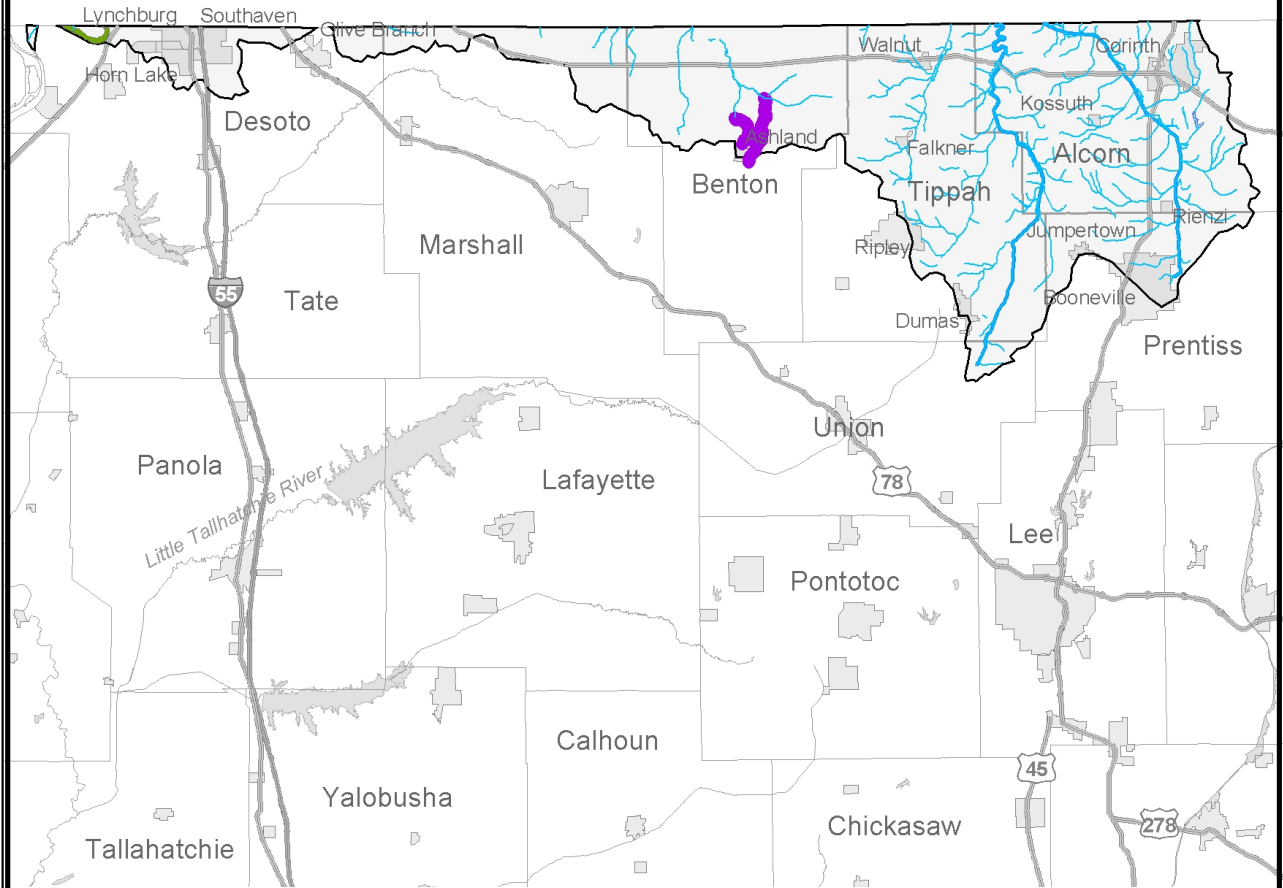 Lynchburg
Southaven
Olive Branch
Walnut
Corinth
Horn Lake
Kossuth
Desoto
Ashland
Falkner
Alcorn
Benton
Tippah
Rienzi
Jumpertown
Marshall
Ripley
55
Tate
Booneville
Dumas
Prentiss
Union
Panola
Lafayette
78
Little Tallhatchie River
Lee
Pontotoc
Calhoun
45
Yalobusha
Chickasaw
278
Tallahatchie